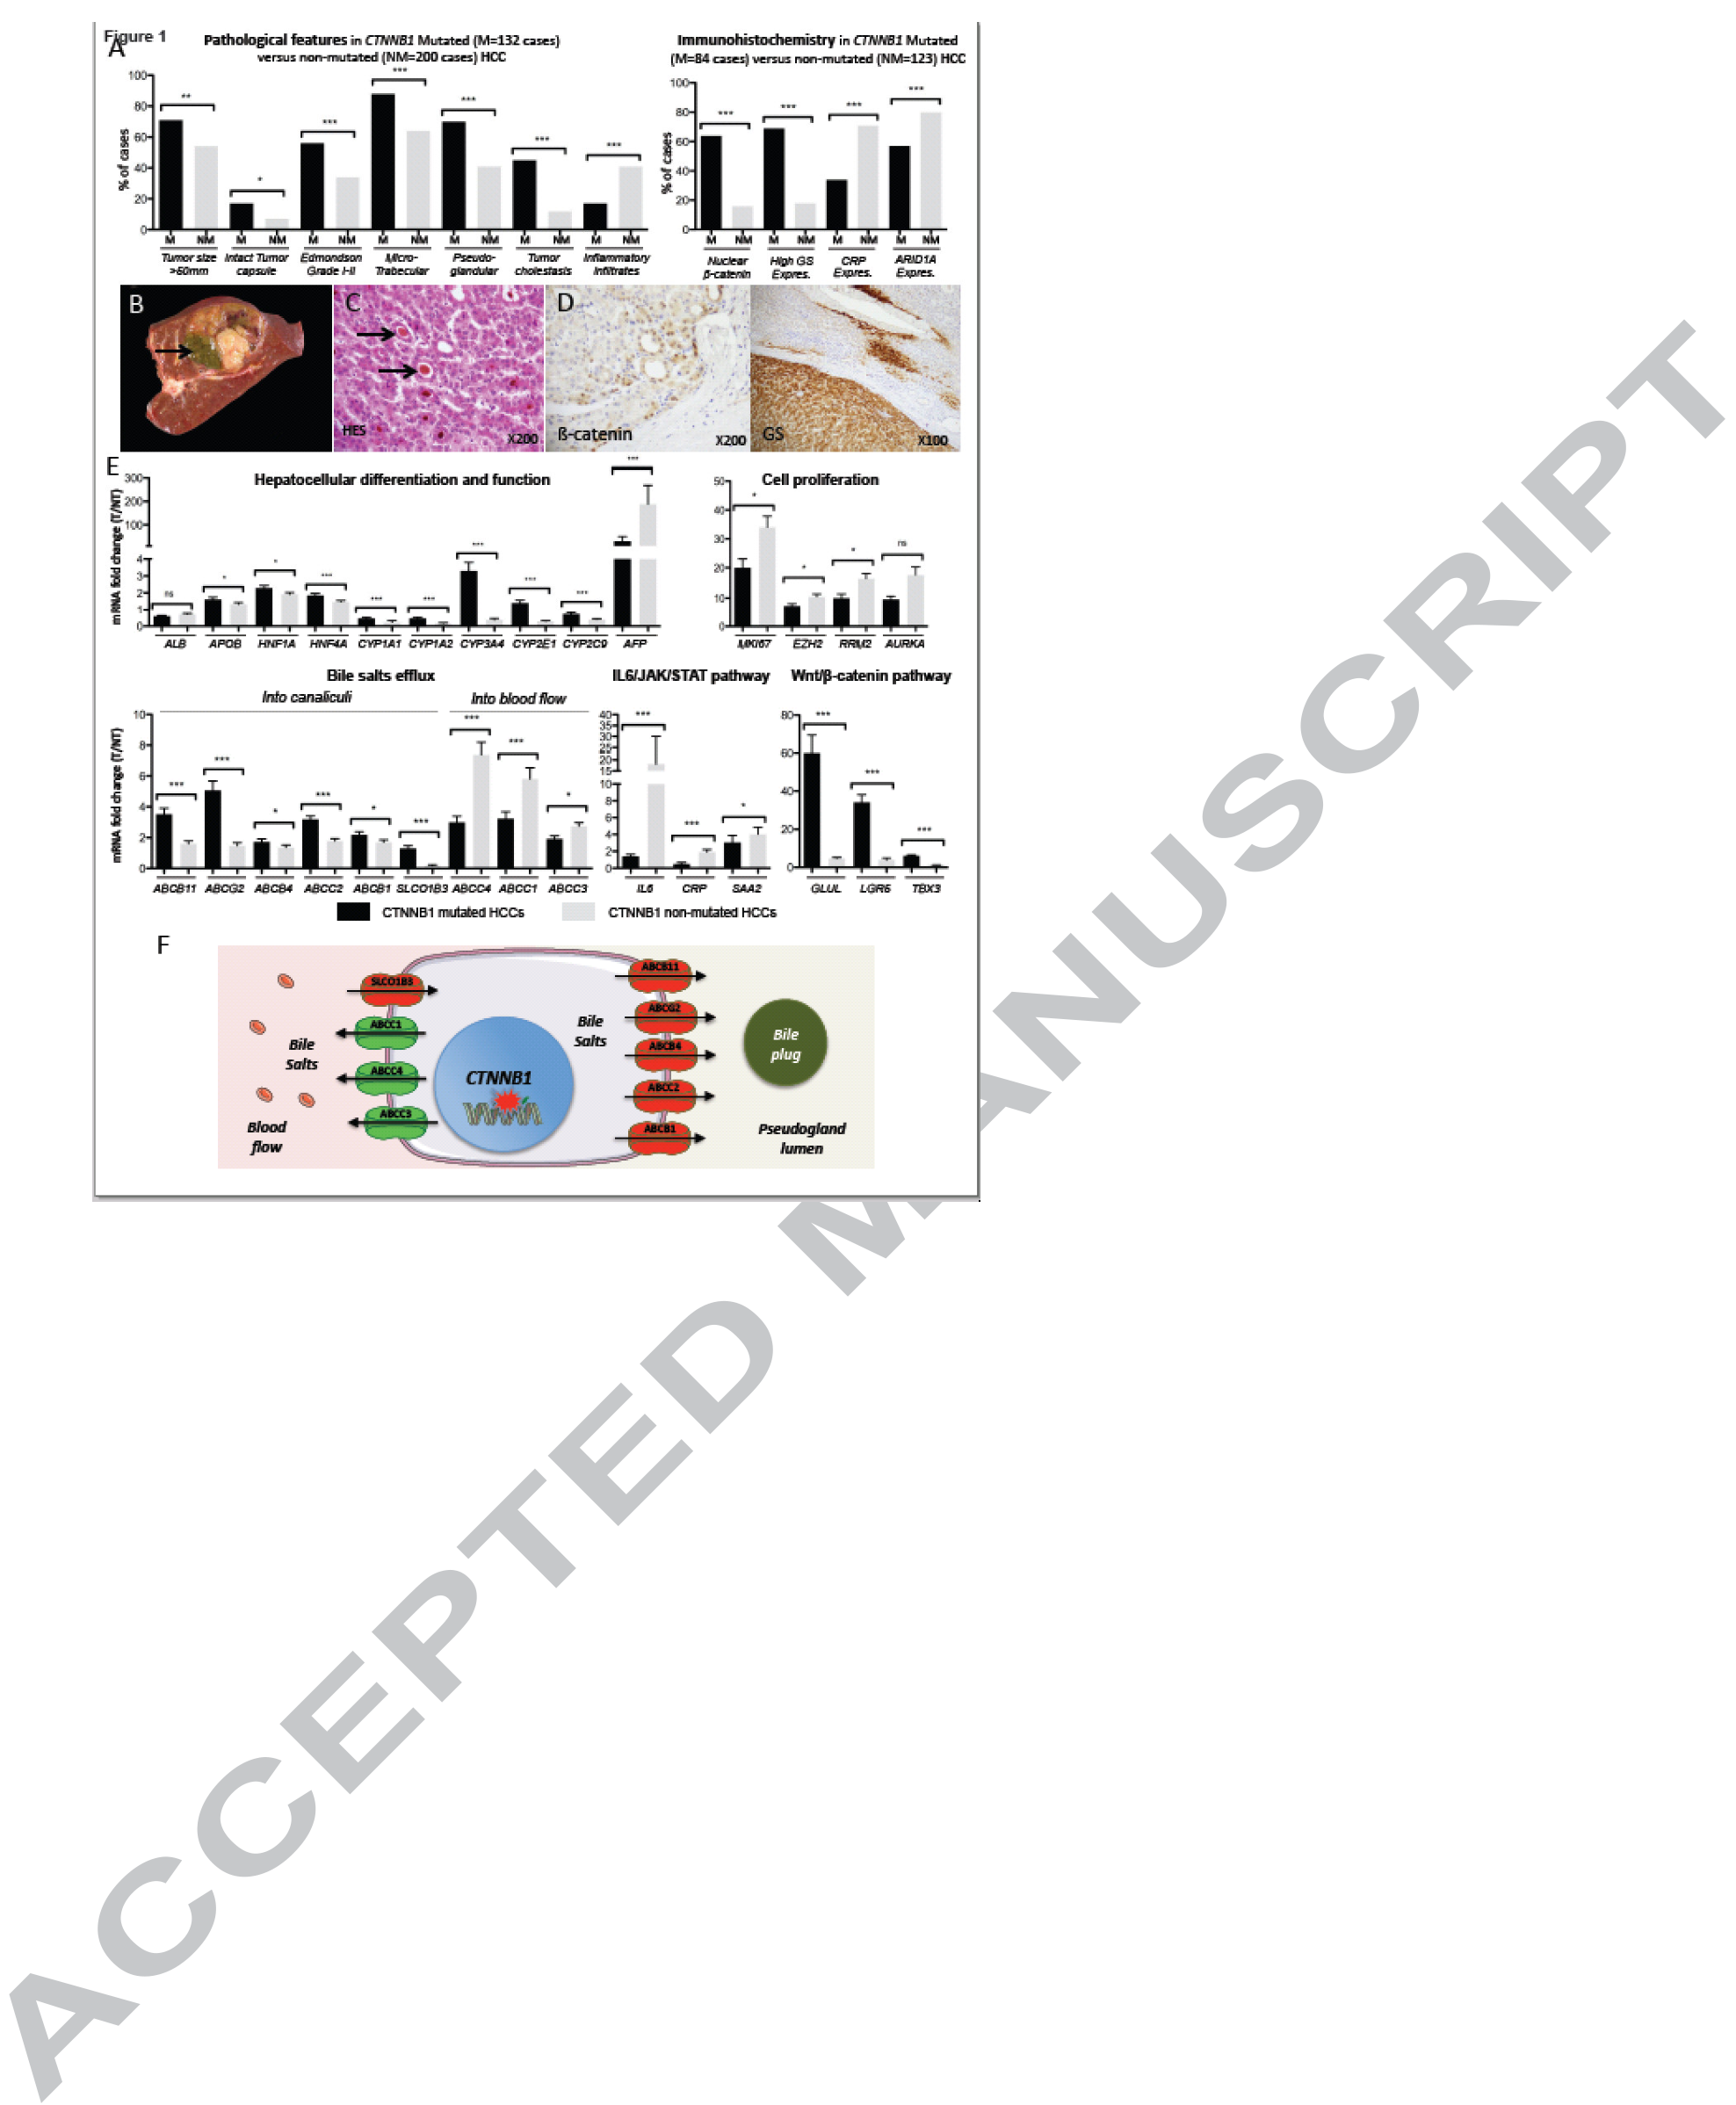 Figure 1
A
Pathological features in CTNNB1 Mutated (M=132 cases)
versus non-mutated (NM=200 cases) HCC
% of cases
100
80
60
40
20
0
** * *** *** *** *** ***
M NM M NM M NM M NM M NM M NM M NM
Tumor size >50mm
Intact Tumor capsule
Edmondson Grade I-II
Micro-Trabecular
Pseudo-glandular
Tumor cholestasis
Inflammatory Infiltrates
Immunohistochemistry in CTNNB1 Mutated
(M=84 cases) versus non-mutated (NM=123) HCC
% of cases
100
80
60
40
20
0
*** *** *** ***
M NM M NM M NM M NM
Nuclear β-catenin
High GS Expres.
CRP Expres.
ARID1A Expres.
B
C
HES
X200
D
ß-catenin
X200
GS
X100
E
Hepatocellular differentiation and function
mRNA fold change (T/NT)
300
200
100
4
3
2
1
0
ns * * *** *** *** *** *** *** ***
ALB APOB HNF1A HNF4A CYP1A1 CYP1A2 CYP3A4 CYP2E1 CYP2C9 AFP
Cell proliferation
50
40
30
20
10
0
* * * ns
MKI67 EZH2 RRM2 AURKA
Bile salts efflux
Into canaliculi
Into blood flow
mRNA fold change (T/NT)
10
8
6
4
2
0
*** *** * *** * *** *** *** *
ABCB11 ABCG2 ABCB4 ABCC2 ABCB1 SLCO1B3 ABCC4 ABCC1 ABCC3
IL6/JAK/STAT pathway
40
35
30
25
20
15
10
8
6
4
2
0
*** *** *
IL6 CRP SAA2
Wnt/β-catenin pathway
80
60
40
20
0
*** *** ***
GLUL LGR5 TBX3
CTNNB1 mutated HCCs
CTNNB1 non-mutated HCCs
F
SLCO1B3
ABCC1
ABCC4
ABCC3
Bile
Salts
Blood
flow
CTNNB1
Bile
Salts
ABCB11
ABCG2
ABCB4
ABCC2
ABCB1
Bile
plug
Pseudogland
lumen
ACCEPTED MANUSCRIPT